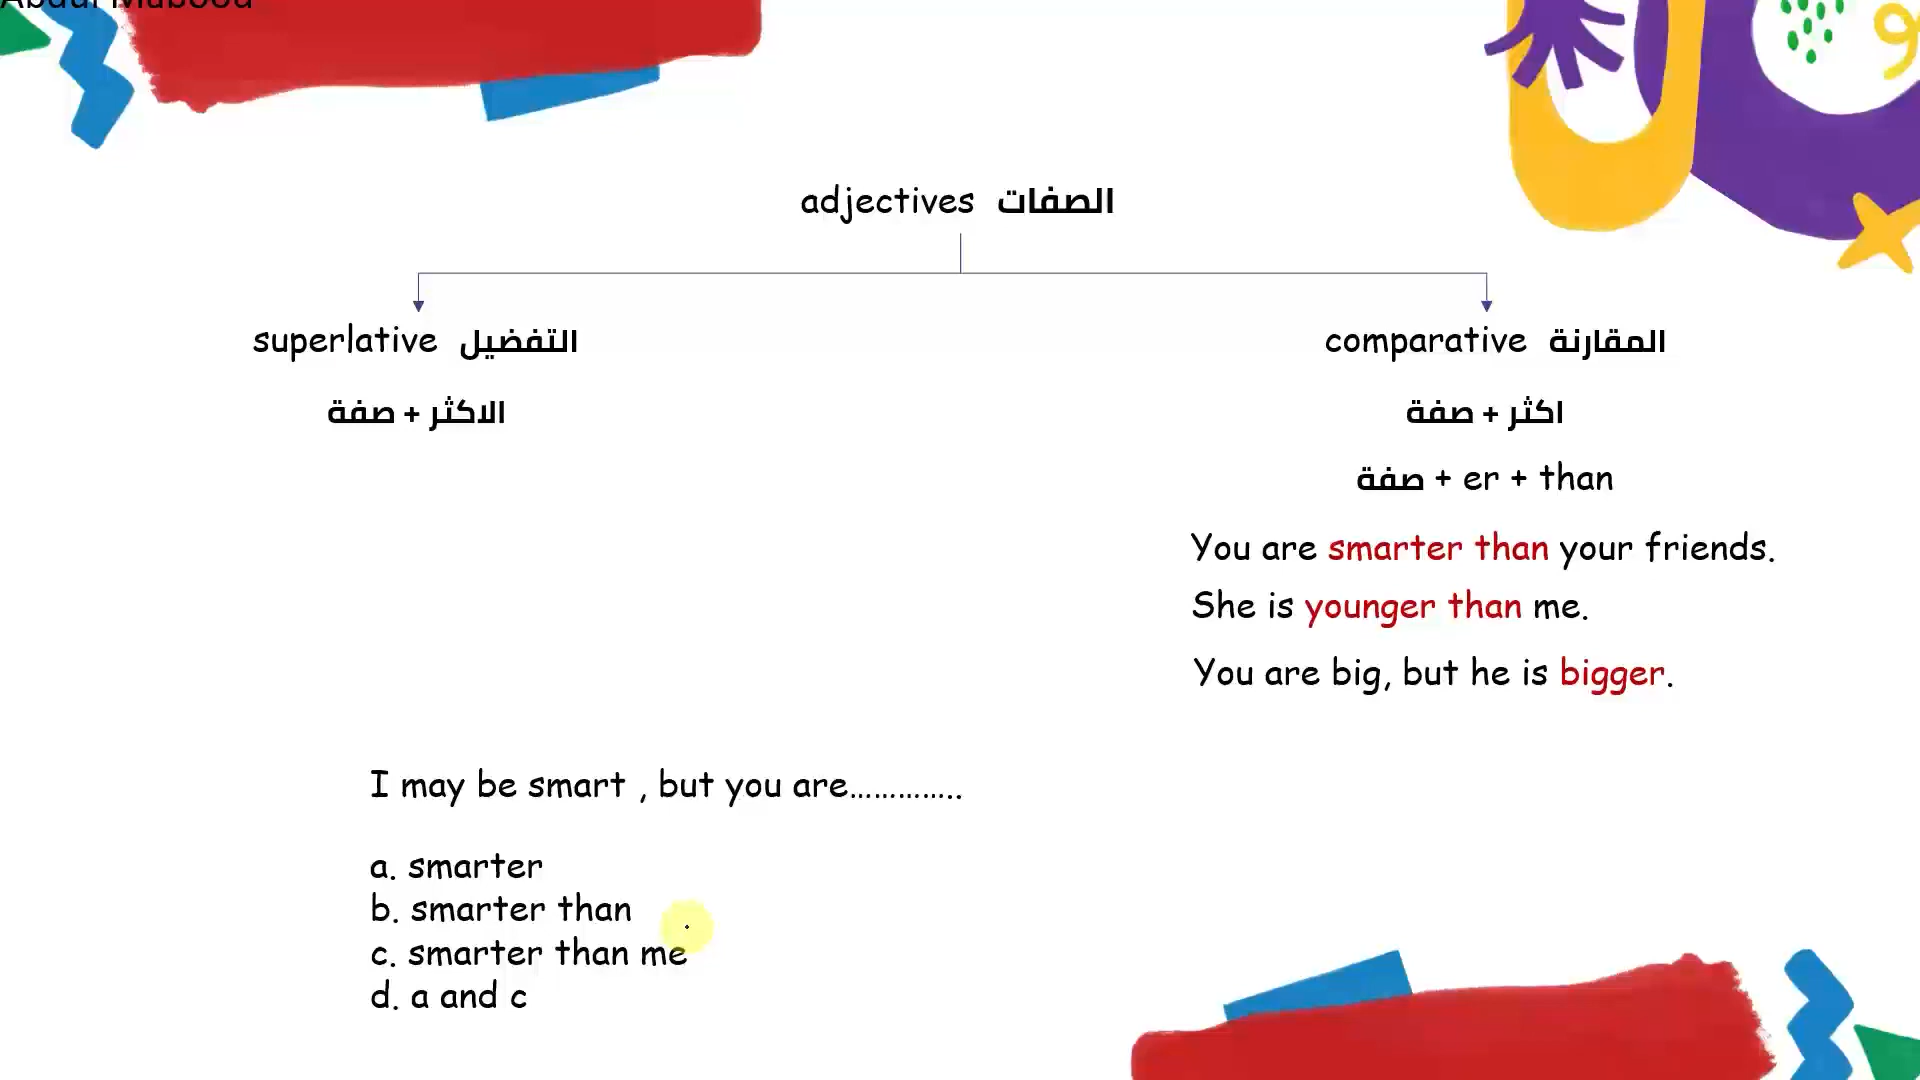 adjectives الصفات
superlative التفضيل
الاكثر + صفة
comparative المقارنة
اكثر + صفة
صفة + er + than
You are smarter than your friends.
She is younger than me.
You are big, but he is bigger.
I may be smart , but you are…………..
a. smarter
b. smarter than
c. smarter than me
d. a and c